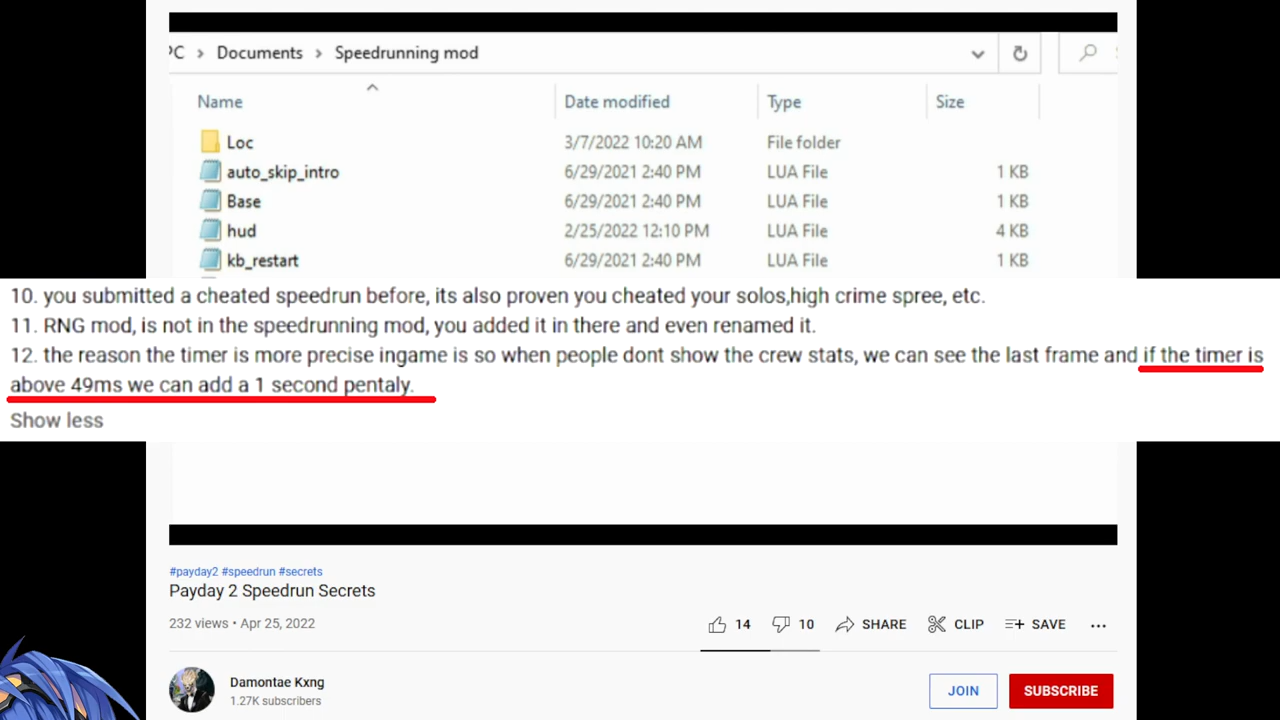 PC > Documents > Speedrunning mod
Name Date modified Type Size
Loc 3/7/2022 10:20 AM File folder
auto_skip_intro 6/29/2021 2:40 PM LUA File 1 KB
Base 6/29/2021 2:40 PM LUA File 1 KB
hud 2/25/2022 12:10 PM LUA File 4 KB
kb_restart 6/29/2021 2:40 PM LUA File 1 KB
10. you submitted a cheated speedrun before, its also proven you cheated your solos,high crime spree, etc.
11. RNG mod, is not in the speedrunning mod, you added it in there and even renamed it.
12. the reason the timer is more precise ingame is so when people dont show the crew stats, we can see the last frame and if the timer is
above 49ms we can add a 1 second pentaly.
Show less
#payday2 #speedrun #secrets
Payday 2 Speedrun Secrets
232 views • Apr 25, 2022
14 10 SHARE CLIP SAVE ...
Damontae Kxng
1.27K subscribers
JOIN SUBSCRIBE